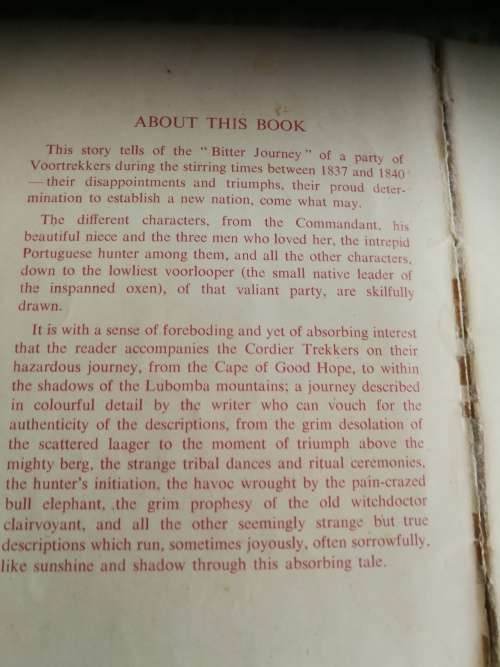 ABOUT THIS BOOK
This story tells of the "Bitter Journey" of a party of
Voortrekkers during the stirring times between 1837 and 1840
—their disappointments and triumphs, their proud deter-
mination to establish a new nation, come what may.
The different characters, from the Commandant, his
beautiful niece and the three men who loved her, the intrepid
Portuguese hunter among them, and all the other characters,
down to the lowliest voorlooper (the small native leader of
the inspanned oxen), of that valiant party, are skilfully
drawn.
It is with a sense of foreboding and yet of absorbing interest
that the reader accompanies the Cordier Trekkers on their
hazardous journey, from the Cape of Good Hope, to within
the shadows of the Lubomba mountains; a journey described
in colourful detail by the writer who can vouch for the
authenticity of the descriptions, from the grim desolation of
the scattered laager to the moment of triumph above the
mighty berg, the strange tribal dances and ritual ceremonies,
the hunter's initiation, the havoc wrought by the pain-crazed
bull elephant, the grim prophesy of the old witchdoctor
clairvoyant, and all the other seemingly strange but true
descriptions which run, sometimes joyously, often sorrowfully,
like sunshine and shadow through this absorbing tale.